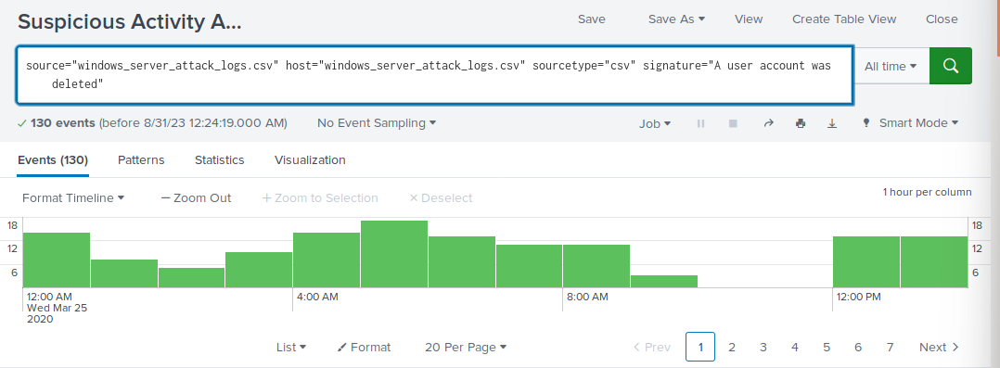 Suspicious Activity A...
Save Save As View Create Table View Close
source="windows_server_attack_logs.csv" host="windows_server_attack_logs.csv" sourcetype="csv" signature="A user account was
deleted"
All time
130 events (before 8/31/23 12:24:19.000 AM) No Event Sampling Job Smart Mode
Events (130) Patterns Statistics Visualization
Format Timeline — Zoom Out + Zoom to Selection × Deselect 1 hour per column
18 18
12 12
6 6
12:00 AM 4:00 AM 8:00 AM 12:00 PM
Wed Mar 25
2020
List Format 20 Per Page < Prev 1 2 3 4 5 6 7 Next >